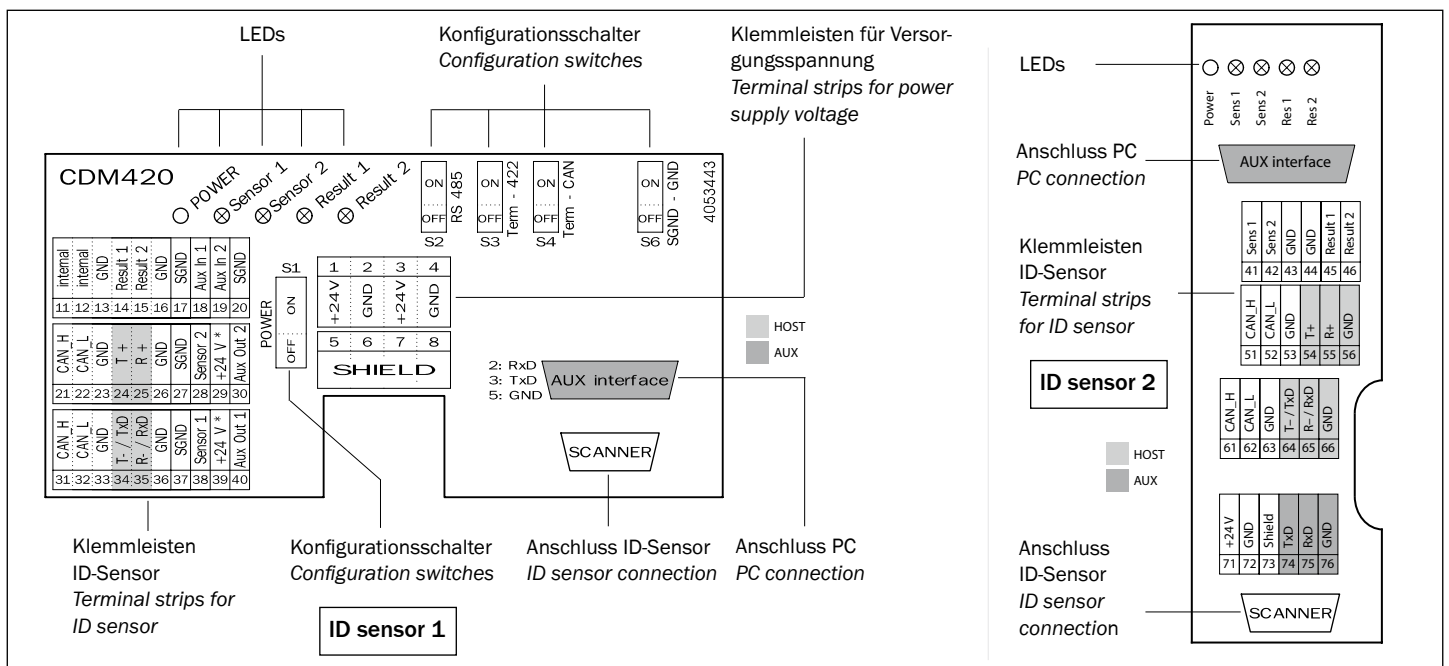 LEDs
Konfigurationsschalter
Configuration switches
Klemmleisten für Versor-
gungsspannung
Terminal strips for power
supply voltage
CDM420
POWER
Sensor 1
Sensor 2
Result 1
Result 2
ON
OFF
S2
RS 485
ON
OFF
S3
Term - 422
ON
OFF
S4
Term - CAN
ON
OFF
S6
SGND - GND
4053443
internal internal GND Result 1 Result 2 GND SGND Aux In 1 Aux In 2 SGND
11 12 13 14 15 16 17 18 19 20
CAN_H CAN_L GND T + R + GND SGND Sensor 2 +24 V * Aux Out 2
21 22 23 24 25 26 27 28 29 30
CAN_H CAN_L GND T- / TxD R- / RxD GND SGND Sensor 1 +24 V * Aux Out 1
31 32 33 34 35 36 37 38 39 40
S1
POWER
ON
OFF
1 2 3 4
+24V GND +24V GND
5 6 7 8
SHIELD
HOST
AUX
2: RxD
3: TxD
5: GND
AUX interface
SCANNER
Klemmleisten
ID-Sensor
Terminal strips for
ID sensor
Konfigurationsschalter
Configuration switches
Anschluss ID-Sensor
ID sensor connection
Anschluss PC
PC connection
ID sensor 1
LEDs
Power
Sens 1
Sens 2
Res 1
Res 2
Anschluss PC
PC connection
AUX interface
Klemmleisten
ID-Sensor
Terminal strips
for ID sensor
Sens 1 Sens 2 GND GND Result 1 Result 2
41 42 43 44 45 46
CAN_H CAN_L GND T+ R+ GND
51 52 53 54 55 56
ID sensor 2
CAN_H CAN_L GND T– / TxD R– / RxD GND
61 62 63 64 65 66
HOST
AUX
+24V GND Shield TxD RxD GND
71 72 73 74 75 76
Anschluss
ID-Sensor
ID sensor
connection
SCANNER